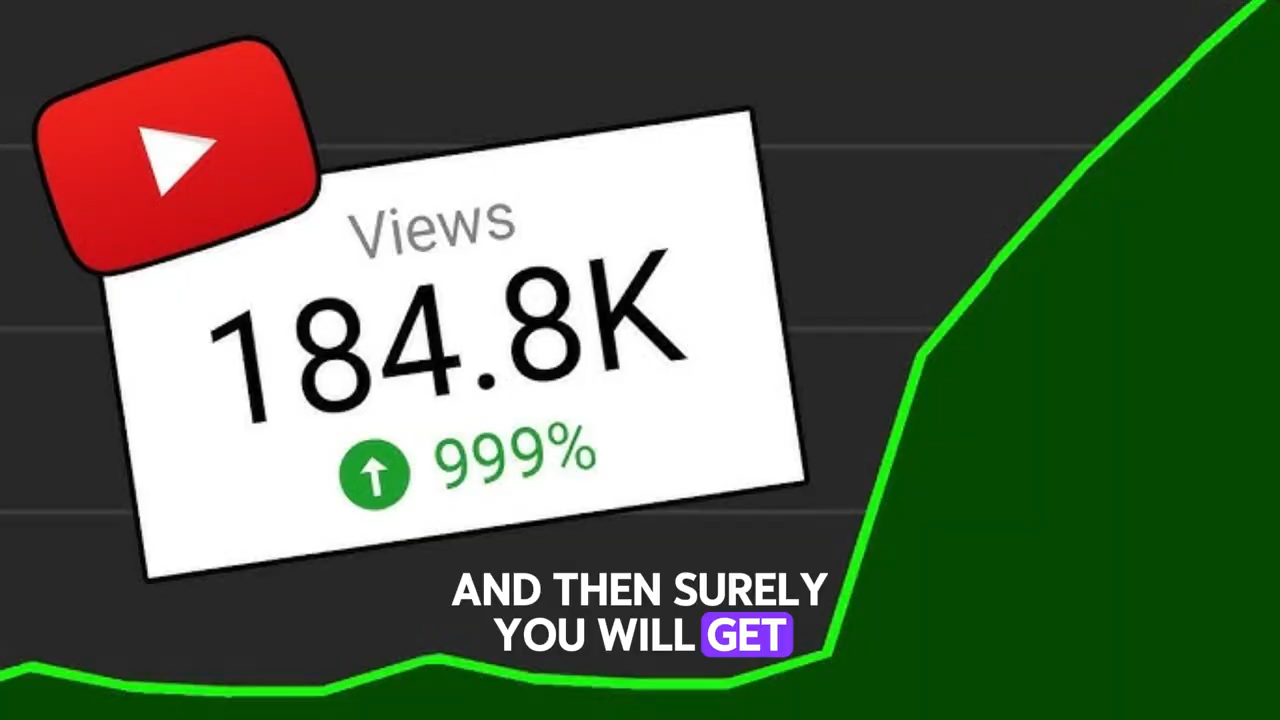 Views
184.8K
999%
AND THEN SURELY
YOU WILL GET